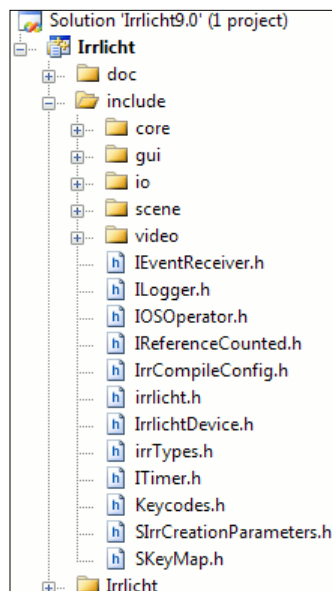 Solution 'Irrlicht9.0' (1 project)
Irrlicht
doc
include
core
gui
io
scene
video
IEventReceiver.h
ILogger.h
IOSOperator.h
IReferenceCounted.h
IrrCompileConfig.h
irrlicht.h
IrrlichtDevice.h
irrTypes.h
ITimer.h
Keycodes.h
SIrrCreationParameters.h
SKeyMap.h
Irrlicht